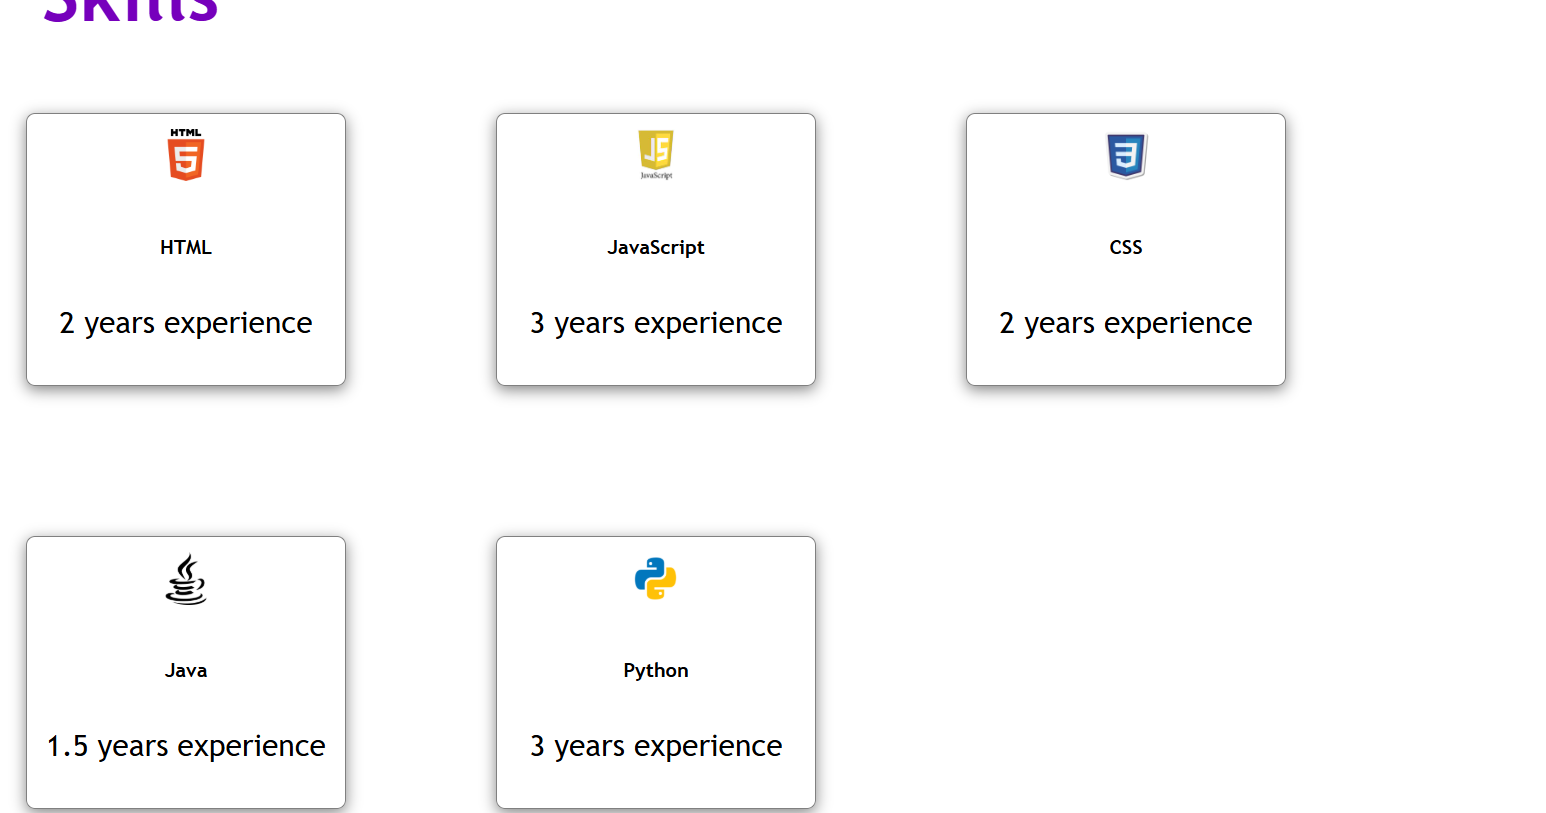 Skills
HTML
HTML
2 years experience
JS
JavaScript
JavaScript
3 years experience
3
CSS
2 years experience
Java
1.5 years experience
Python
3 years experience